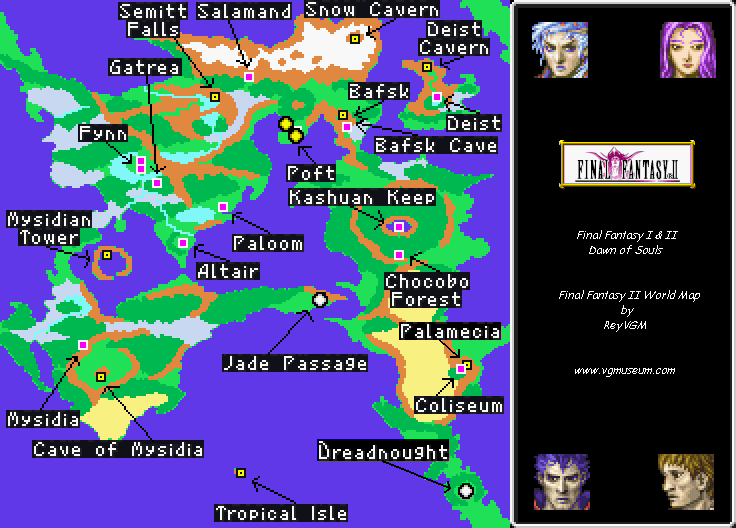 Semitt
Falls
Salamand
Snow Cavern
Deist
Cavern
Gatrea
Bafsk
Fynn
Deist
Bafsk Cave
Poft
Kashuan Keep
Mysidian
Tower
Paloom
Altair
Chocobo
Forest
Palamecia
Jade Passage
Coliseum
Mysidia
Cave of Mysidia
Dreadnought
Tropical Isle
FINAL FANTASY II
Final Fantasy I & II
Dawn of Souls
Final Fantasy II World Map
by
ReyVGM
www.vgmuseum.com